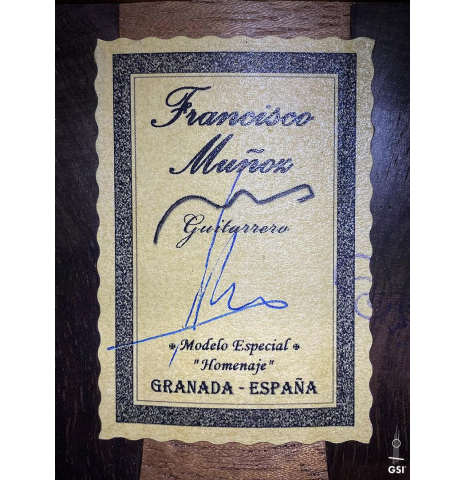 Francisco
Muñoz
Guitarrero
✠ Modelo Especial ✠
"Homenaje"
GRANADA - ESPAÑA
GSI